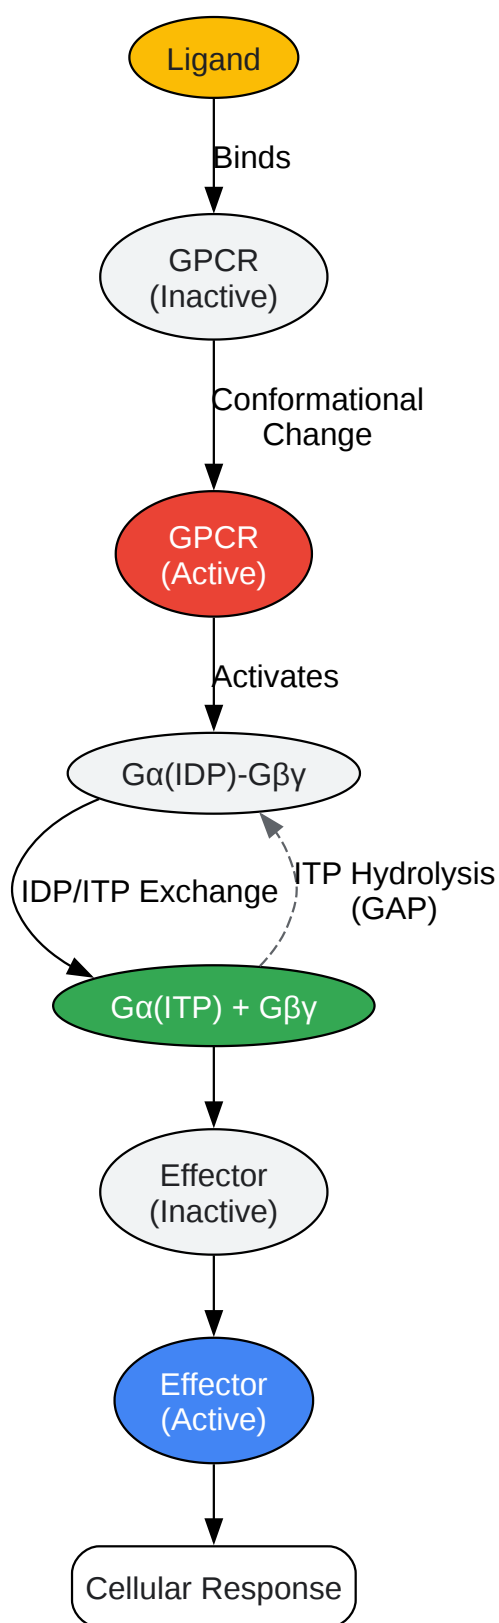 Ligand
Binds
GPCR
(Inactive)
Conformational
Change
GPCR
(Active)
Activates
Gα(IDP)-Gβγ
IDP/ITP Exchange
ITP Hydrolysis
(GAP)
Gα(ITP) + Gβγ
Effector
(Inactive)
Effector
(Active)
Cellular Response